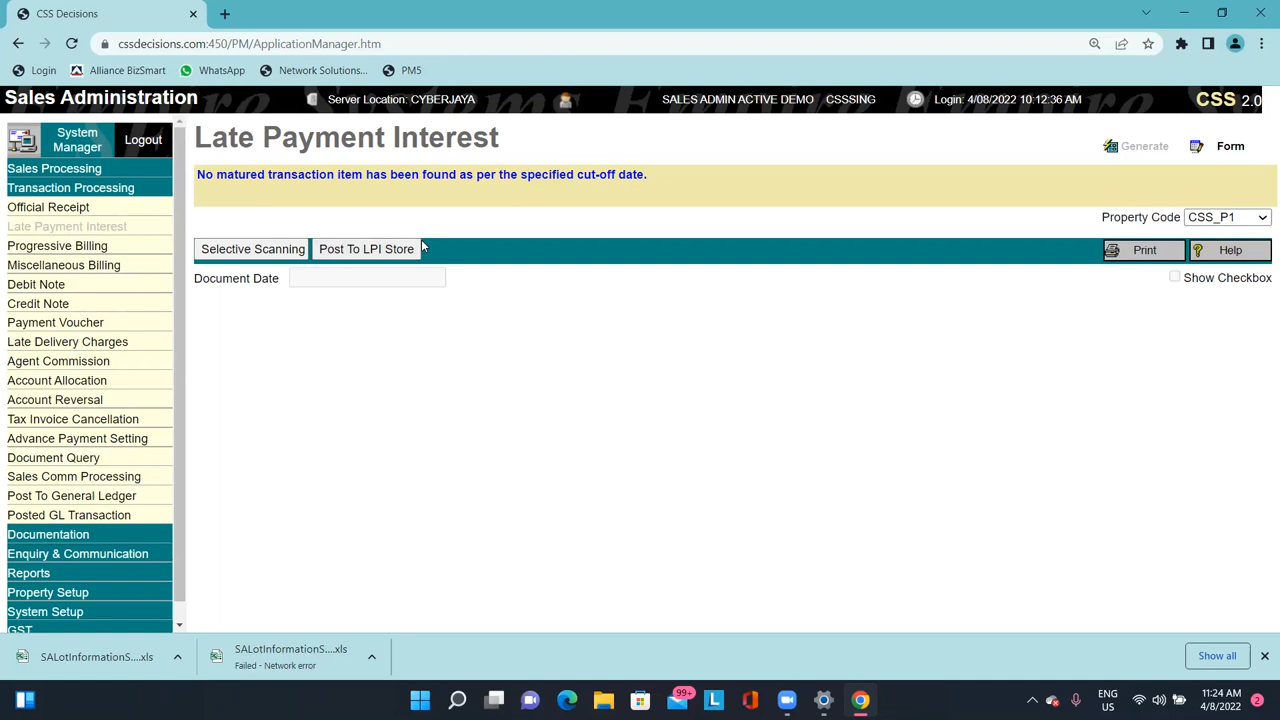 CSS Decisions
cssdecisions.com:450/PM/ApplicationManager.htm
Login
Alliance BizSmart
WhatsApp
Network Solutions...
PM5
Sales Administration
Server Location: CYBERJAYA
SALES ADMIN ACTIVE DEMO
CSSSING
Login: 4/08/2022 10:12:36 AM
CSS 2.0
System
Manager
Logout
Late Payment Interest
Generate
Form
Sales Processing
No matured transaction item has been found as per the specified cut-off date.
Transaction Processing
Official Receipt
Property Code CSS_P1
Late Payment Interest
Progressive Billing
Selective Scanning
Post To LPI Store
Print
Help
Miscellaneous Billing
Document Date
Show Checkbox
Debit Note
Credit Note
Payment Voucher
Late Delivery Charges
Agent Commission
Account Allocation
Account Reversal
Tax Invoice Cancellation
Advance Payment Setting
Document Query
Sales Comm Processing
Post To General Ledger
Posted GL Transaction
Documentation
Enquiry & Communication
Reports
Property Setup
System Setup
GST
SALotInformationS....xls
SALotInformationS....xls
Failed - Network error
Show all
99+
L
ENG
US
11:24 AM
4/8/2022
2